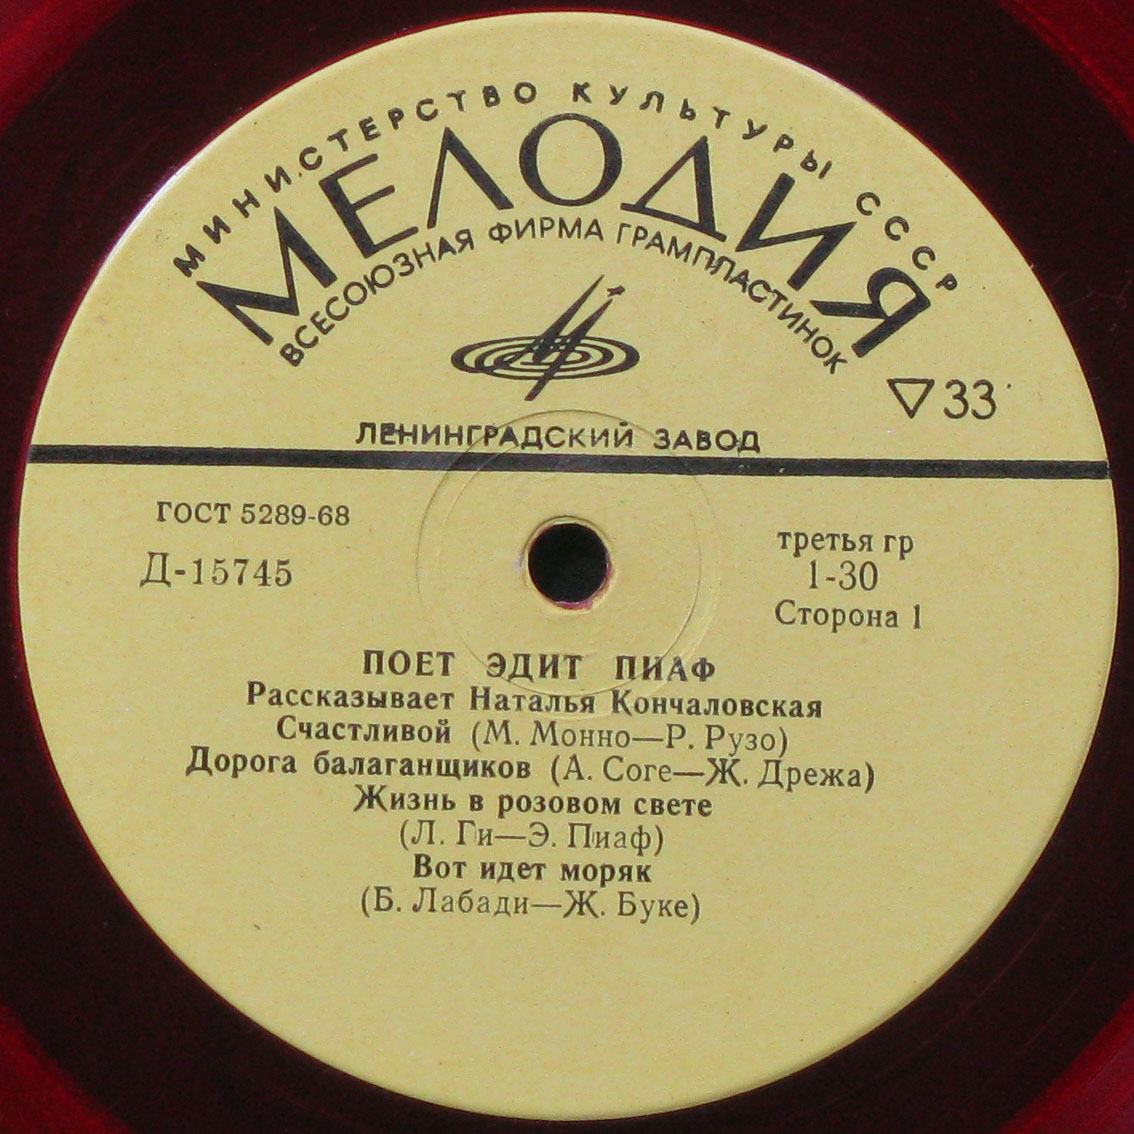 МИНИСТЕРСТВО КУЛЬТУРЫ СССР
МЕЛОДИЯ
ВСЕСОЮЗНАЯ ФИРМА ГРАМПЛАСТИНОК
▽33
ЛЕНИНГРАДСКИЙ ЗАВОД
ГОСТ 5289-68
Д-15745
третья гр
1-30
Сторона 1
ПОЕТ ЭДИТ ПИАФ
Рассказывает Наталья Кончаловская
Счастливой (М. Монно—Р. Рузо)
Дорога балаганщиков (А. Соге—Ж. Дрежа)
Жизнь в розовом свете
(Л. Ги—Э. Пиаф)
Вот идет моряк
(Б. Лабади—Ж. Буке)